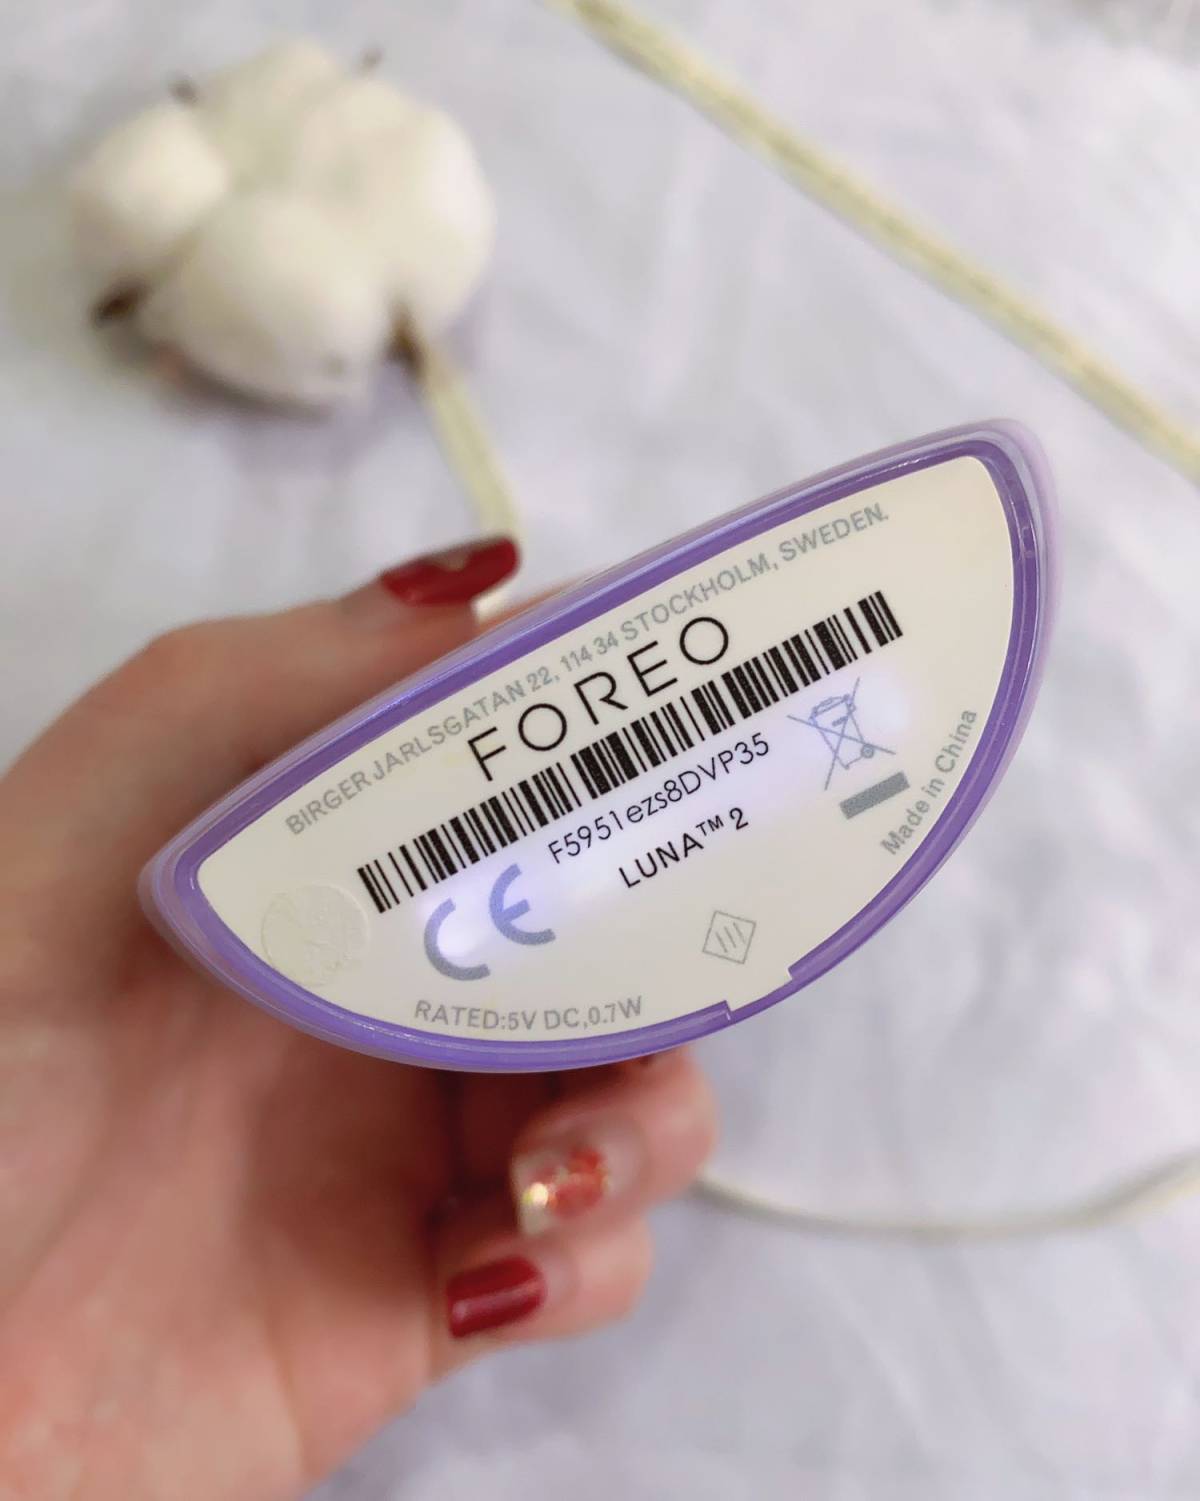 BIRGER JARLSGATAN 22, 114 34 STOCKHOLM, SWEDEN.
FOREO
F5951ezs8DVP35
LUNA™ 2
CE
Made in China
RATED:5V DC,0.7W